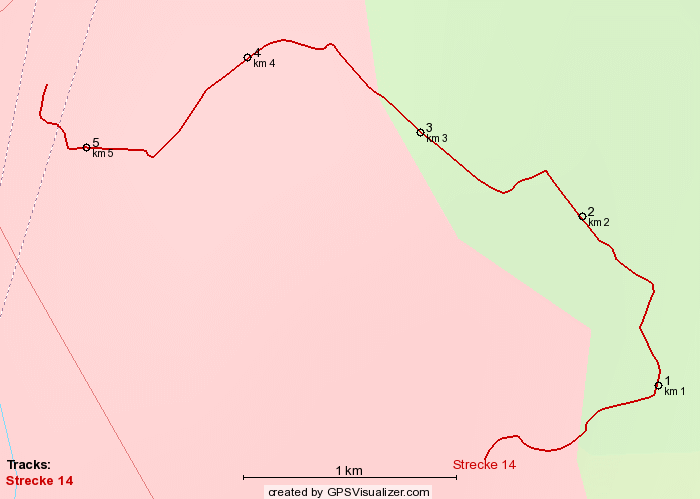 4
km 4
3
km 3
5
km 5
2
km 2
1
km 1
Tracks:
Strecke 14
Strecke 14
1 km
created by GPSVisualizer.com